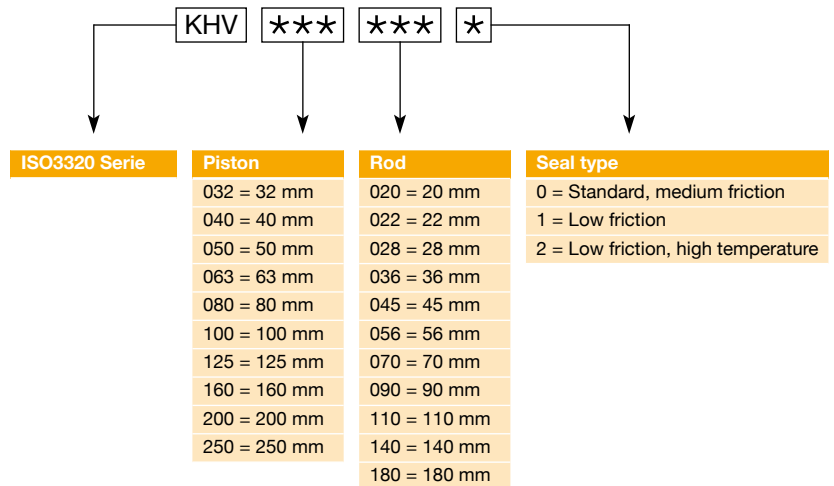 KHV *** *** *
ISO3320 Serie
Piston
032 = 32 mm
040 = 40 mm
050 = 50 mm
063 = 63 mm
080 = 80 mm
100 = 100 mm
125 = 125 mm
160 = 160 mm
200 = 200 mm
250 = 250 mm
Rod
020 = 20 mm
022 = 22 mm
028 = 28 mm
036 = 36 mm
045 = 45 mm
056 = 56 mm
070 = 70 mm
090 = 90 mm
110 = 110 mm
140 = 140 mm
180 = 180 mm
Seal type
0 = Standard, medium friction
1 = Low friction
2 = Low friction, high temperature